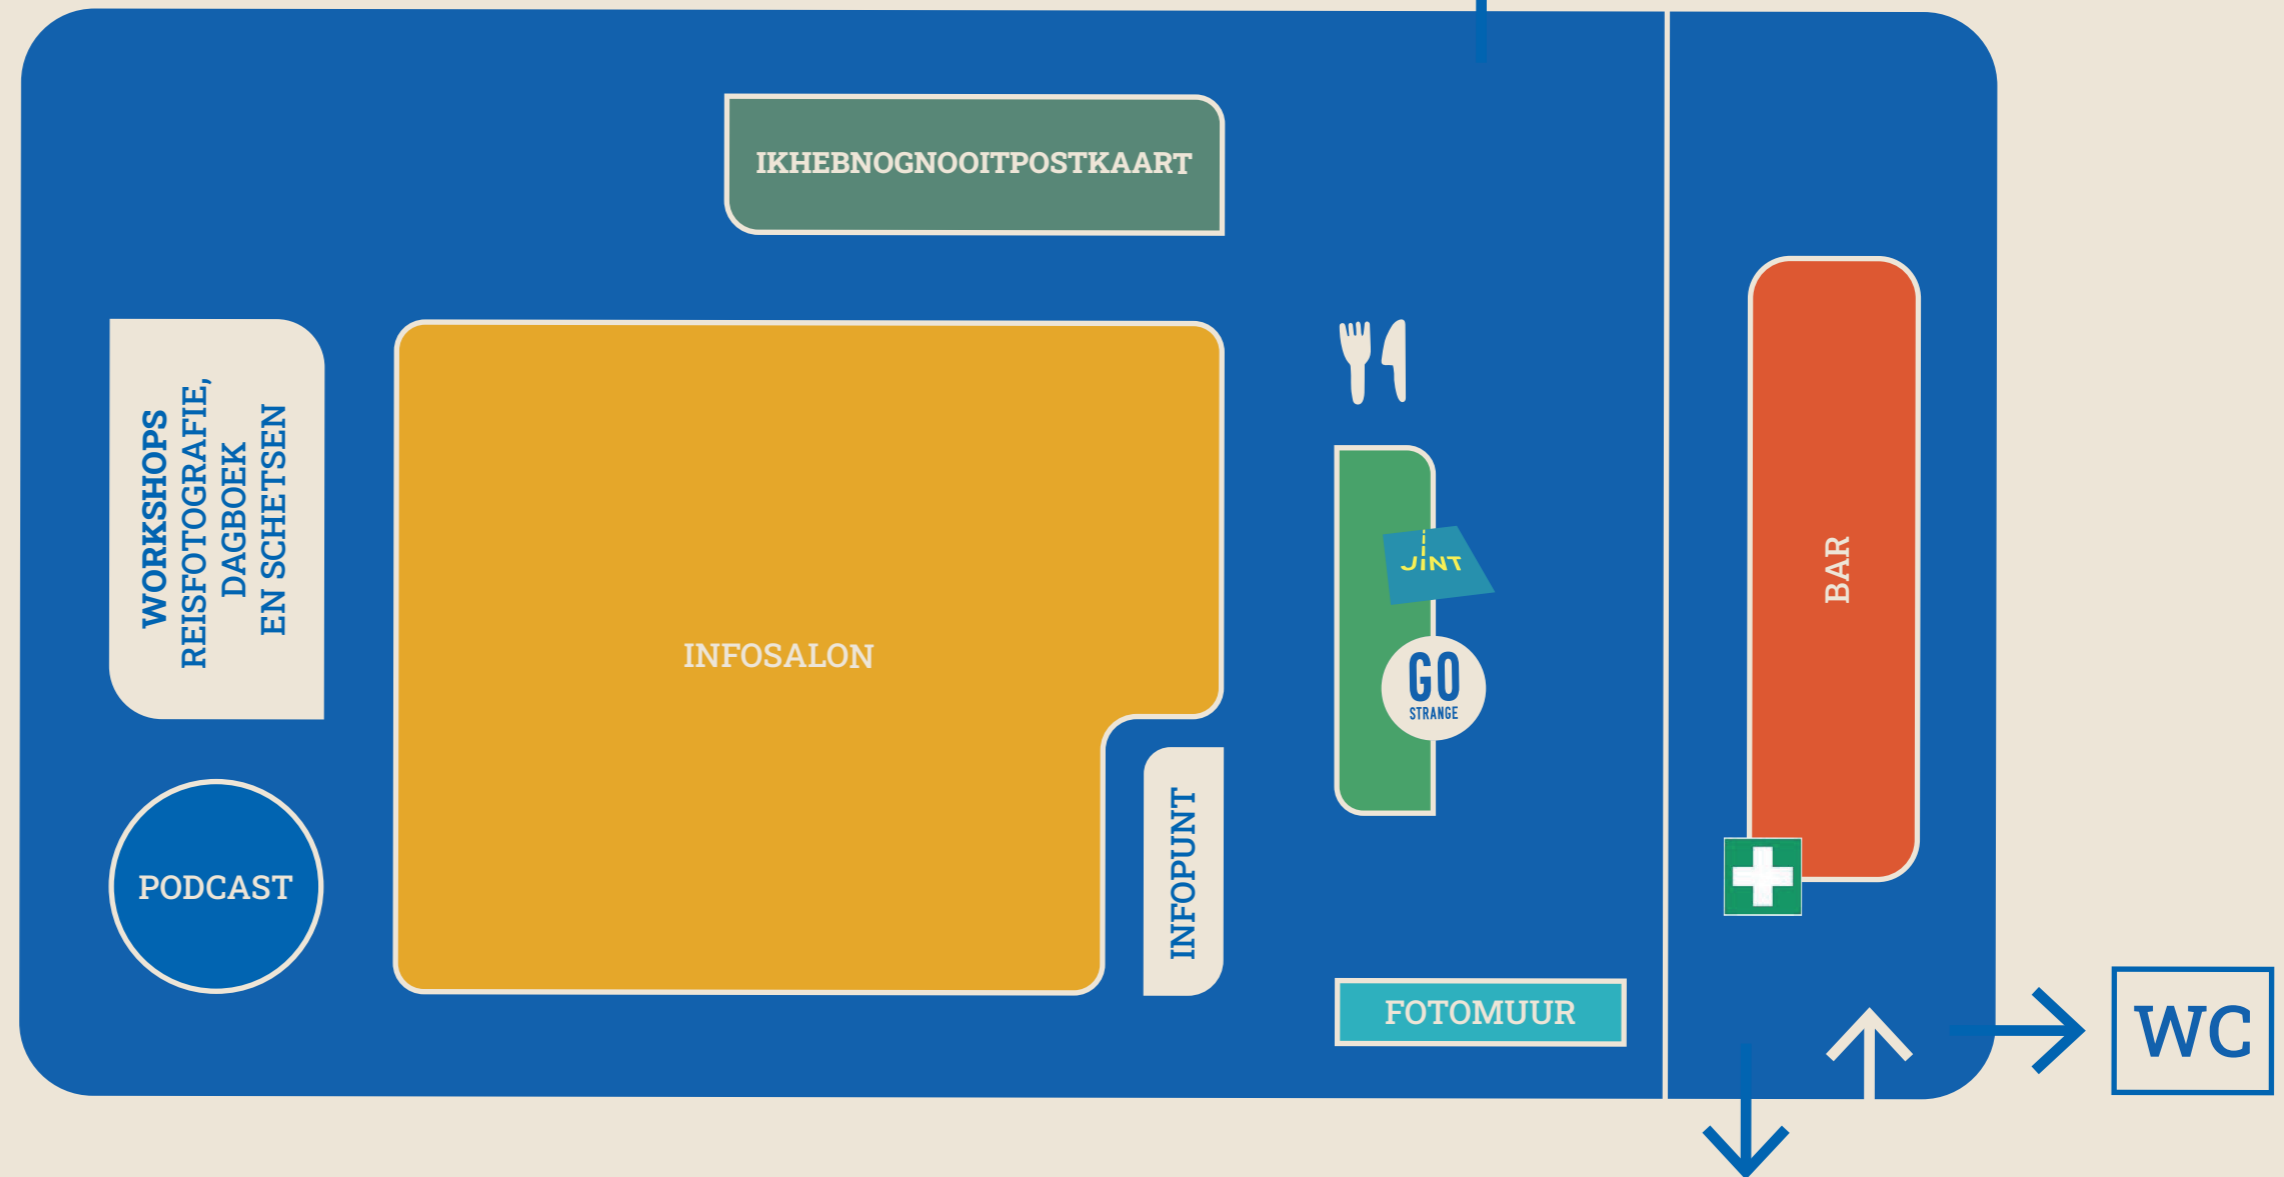 IKHEBNOGNOOITPOSTKAART
WORKSHOPS
REISFOTOGRAFIE,
DAGBOEK
EN SCHETSEN
INFOSALON
JINT
GO
STRANGE
BAR
PODCAST
INFOPUNT
FOTOMUUR
WC